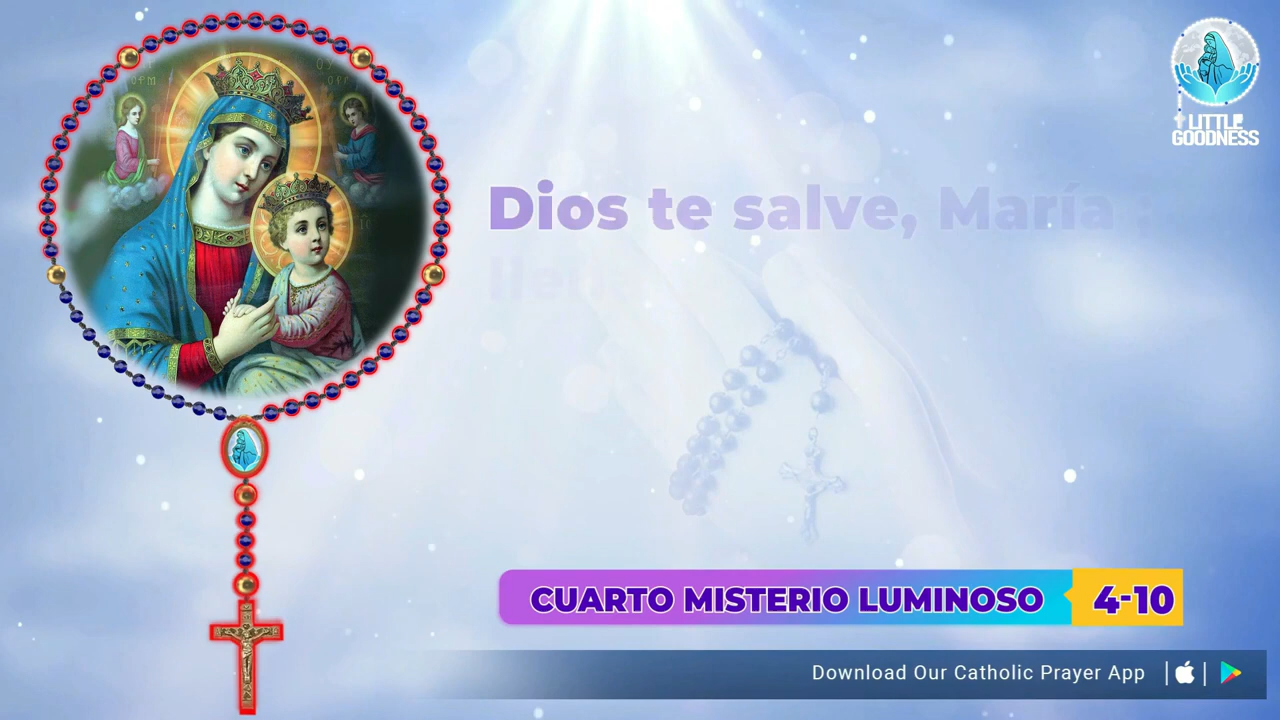 LITTLE
GOODNESS
Dios te salve, María
CUARTO MISTERIO LUMINOSO
4-10
Download Our Catholic Prayer App